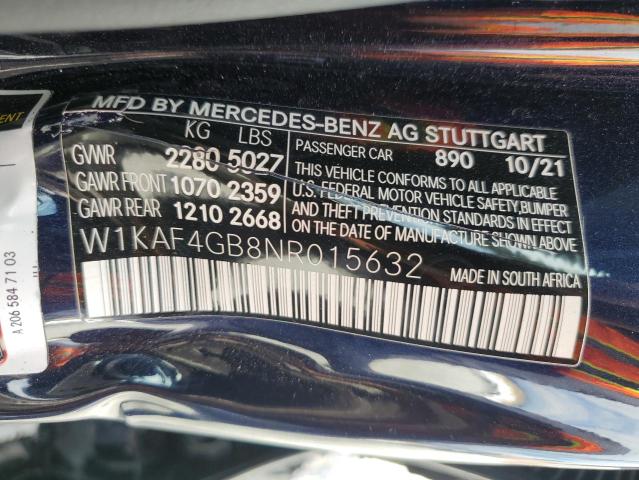 MFD BY MERCEDES-BENZ AG STUTTGART
KG LBS
GVWR 2280 5027
GAWR FRONT 1070 2359
GAWR REAR 1210 2668
PASSENGER CAR 890 10/21
THIS VEHICLE CONFORMS TO ALL APPLICABLE
U.S. FEDERAL MOTOR VEHICLE SAFETY, BUMPER
AND THEFT PREVENTION STANDARDS IN EFFECT
ON THE DATE OF MANUFACTURE SHOWN ABOVE
W1KAF4GB8NR015632
MADE IN SOUTH AFRICA
A 206 584 71 03